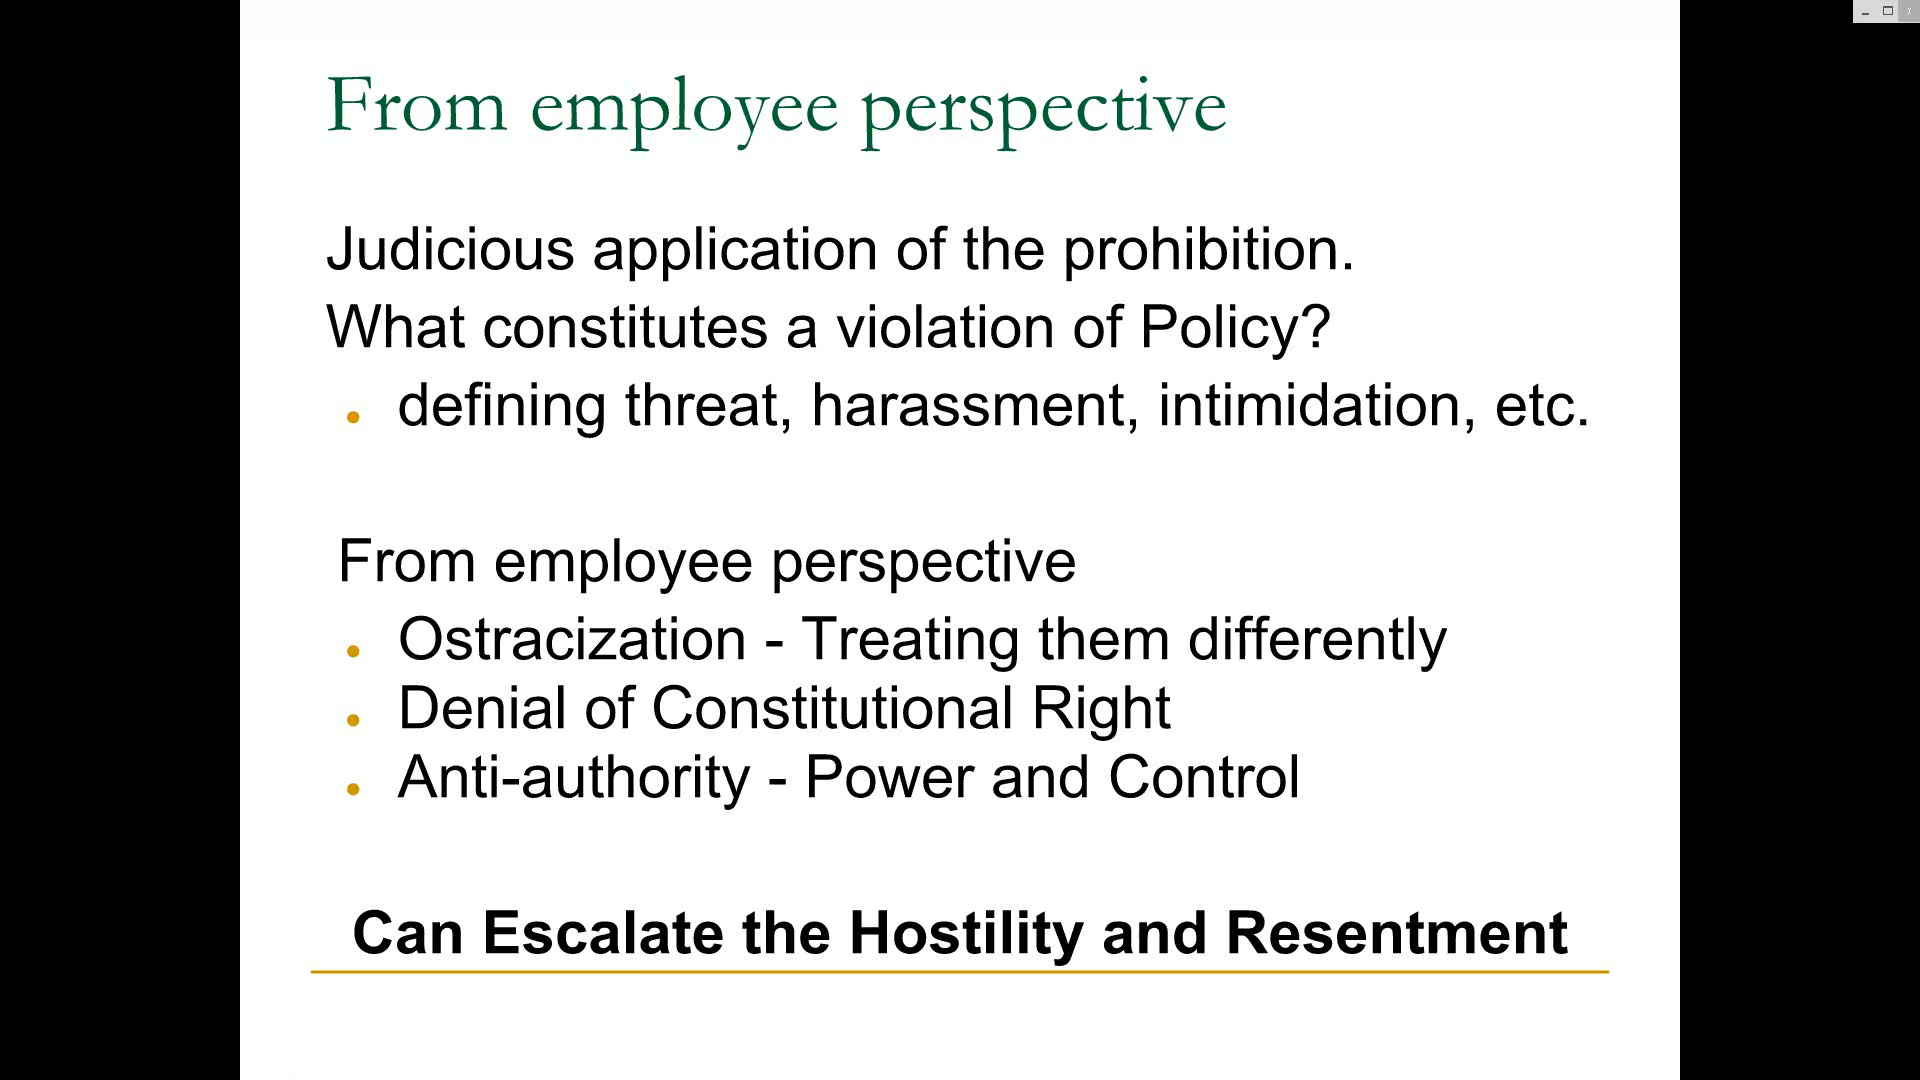 From employee perspective
Judicious application of the prohibition.
What constitutes a violation of Policy?
• defining threat, harassment, intimidation, etc.
From employee perspective
• Ostracization - Treating them differently
• Denial of Constitutional Right
• Anti-authority - Power and Control
Can Escalate the Hostility and Resentment